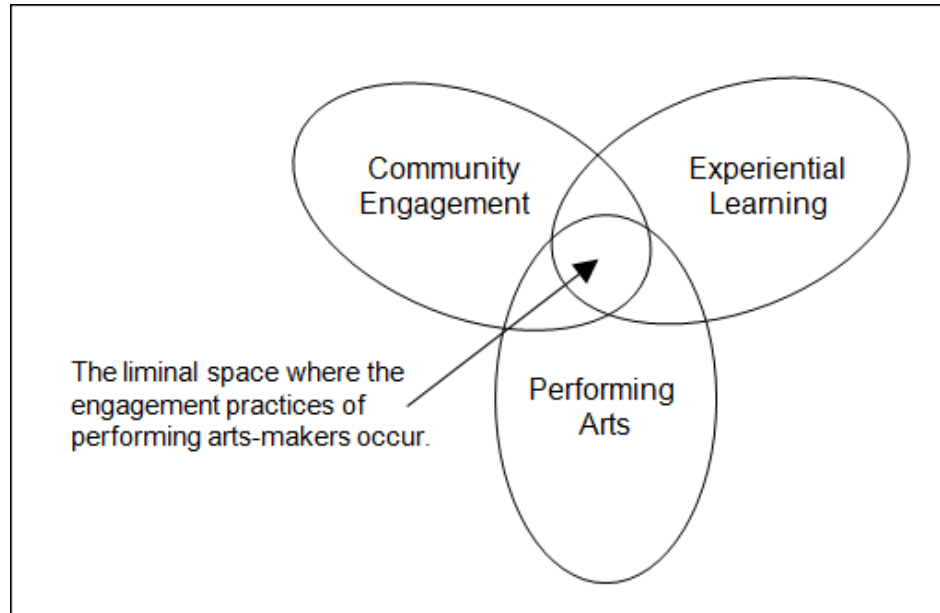 Community
Engagement
Experiential
Learning
The liminal space where the
engagement practices of
performing arts-makers occur.
Performing
Arts